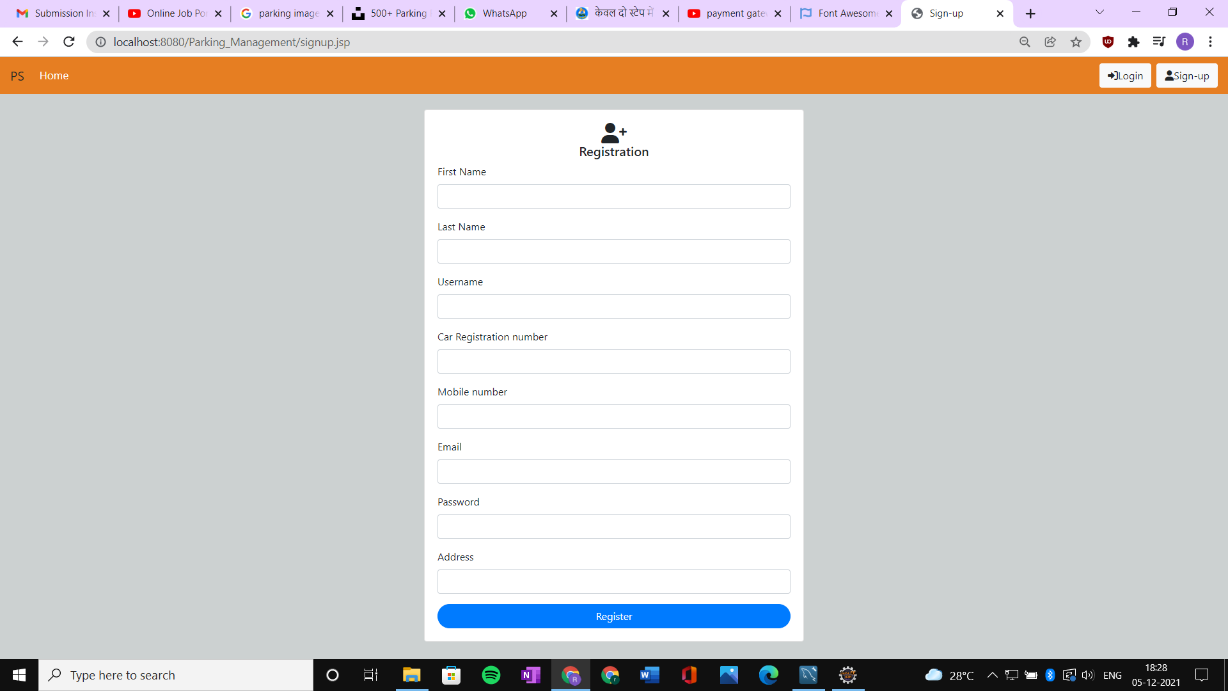 Submission In
Online Job Po
parking image
500+ Parking
WhatsApp
केवल दो स्टेप में
payment gate
Font Awesom
Sign-up
localhost:8080/Parking_Management/signup.jsp
R
PS Home
Login Sign-up
Registration
First Name
Last Name
Username
Car Registration number
Mobile number
Email
Password
Address
Register
Type here to search
28°C
ENG
18:28
05-12-2021